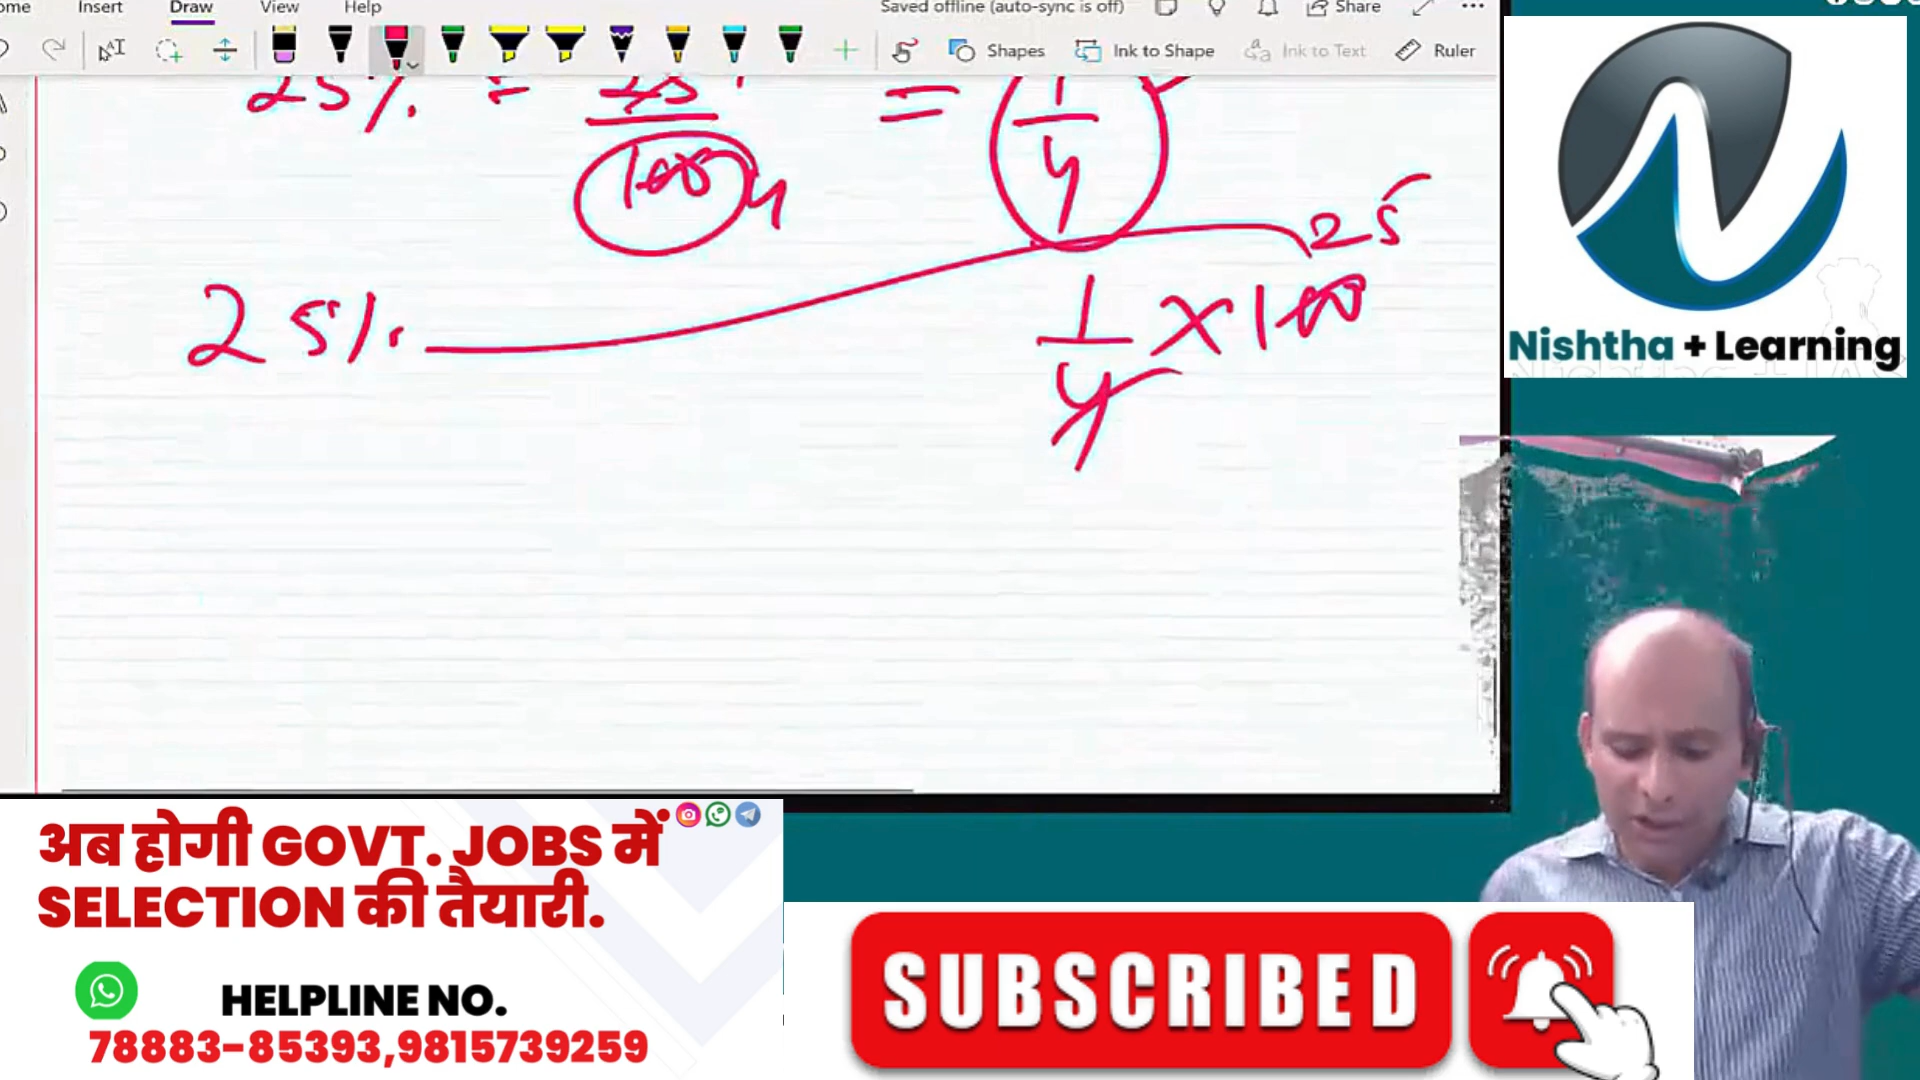 Insert Draw View Help Saved offline (auto-sync is off) Share
Shapes Ink to Shape Ink to Text Ruler
25% = 25/100 4 = 1/4
25
25% 1/4 × 100
Nishtha + Learning
अब होगी GOVT. JOBS में
SELECTION की तैयारी.
HELPLINE NO.
78883-85393,9815739259
SUBSCRIBED